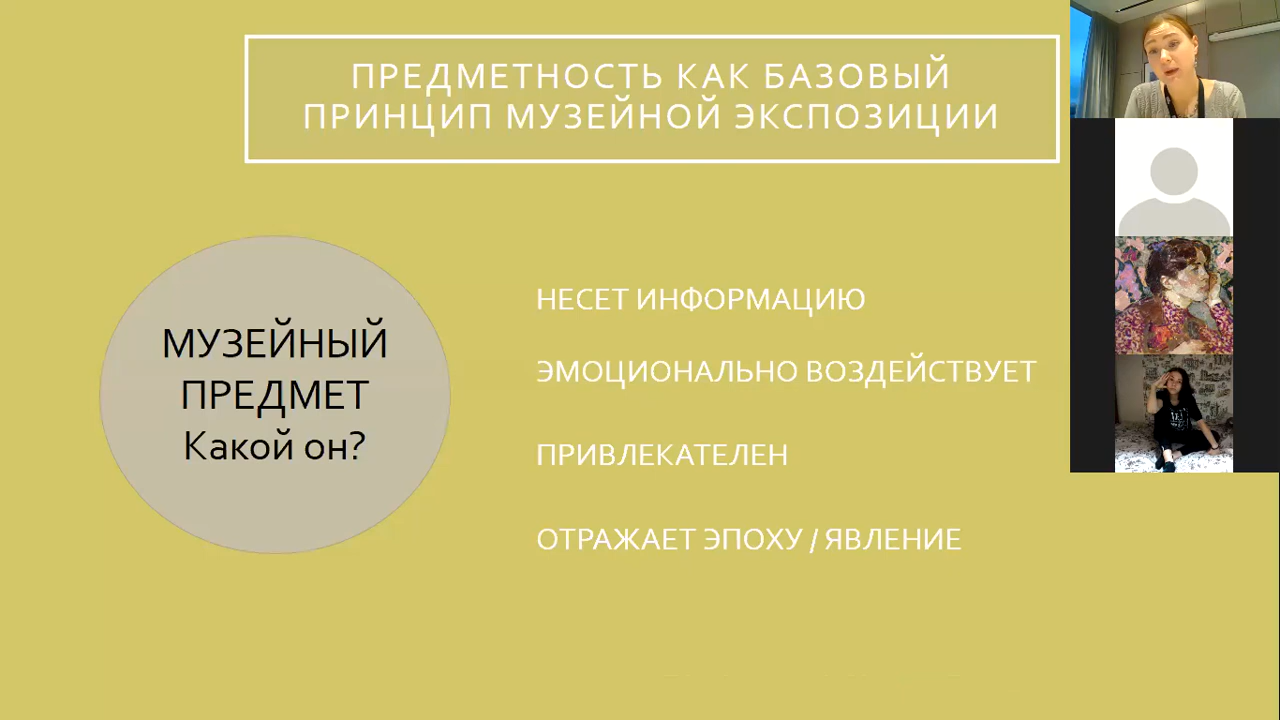 ПРЕДМЕТНОСТЬ КАК БАЗОВЫЙ
ПРИНЦИП МУЗЕЙНОЙ ЭКСПОЗИЦИИ
МУЗЕЙНЫЙ
ПРЕДМЕТ
Какой он?
НЕСЕТ ИНФОРМАЦИЮ
ЭМОЦИОНАЛЬНО ВОЗДЕЙСТВУЕТ
ПРИВЛЕКАТЕЛЕН
ОТРАЖАЕТ ЭПОХУ / ЯВЛЕНИЕ